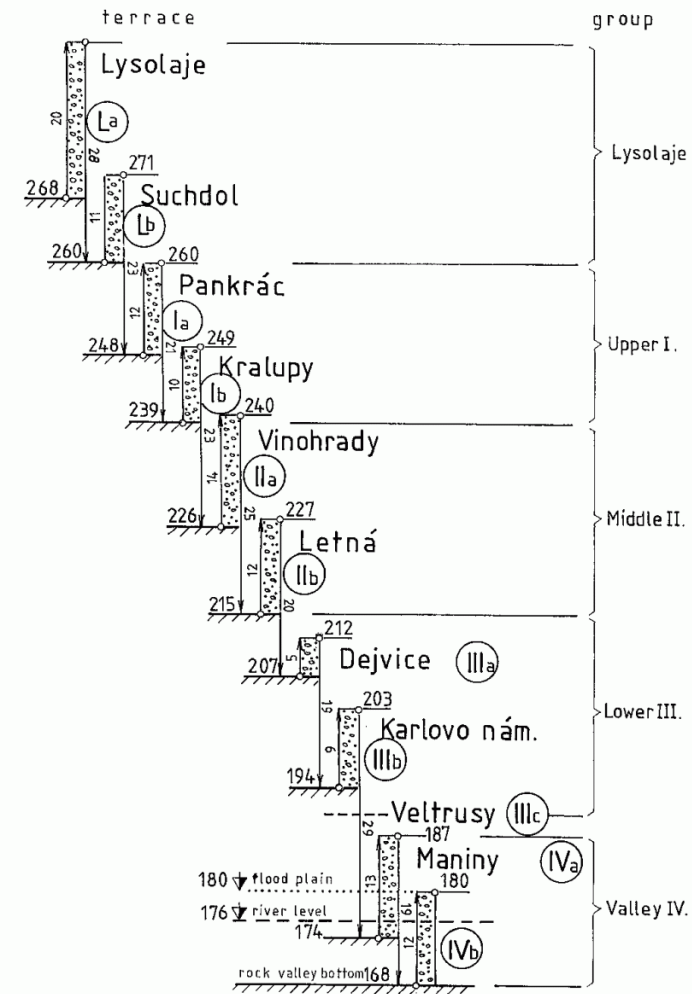 terrace group
Lysolaje
20
La
28
Lysolaje
268
271
Suchdol
11
Lb
260
23
260
Pankrác
12
Ia
Upper I.
248
21
249
Kralupy
10
Ib
239
240
23
Vinohrady
14
IIa
25
226
227
Middle II.
Letná
12
IIb
215
20
212
207
5
Dejvice IIIa
19
203
Lower III.
Karlovo nám.
9
IIIb
194
Veltrusy IIIc
29
187
Maniny IVa
180 flood plain
13
180
176 river level
19
Valley IV.
174
12
IVb
rock valley bottom 168